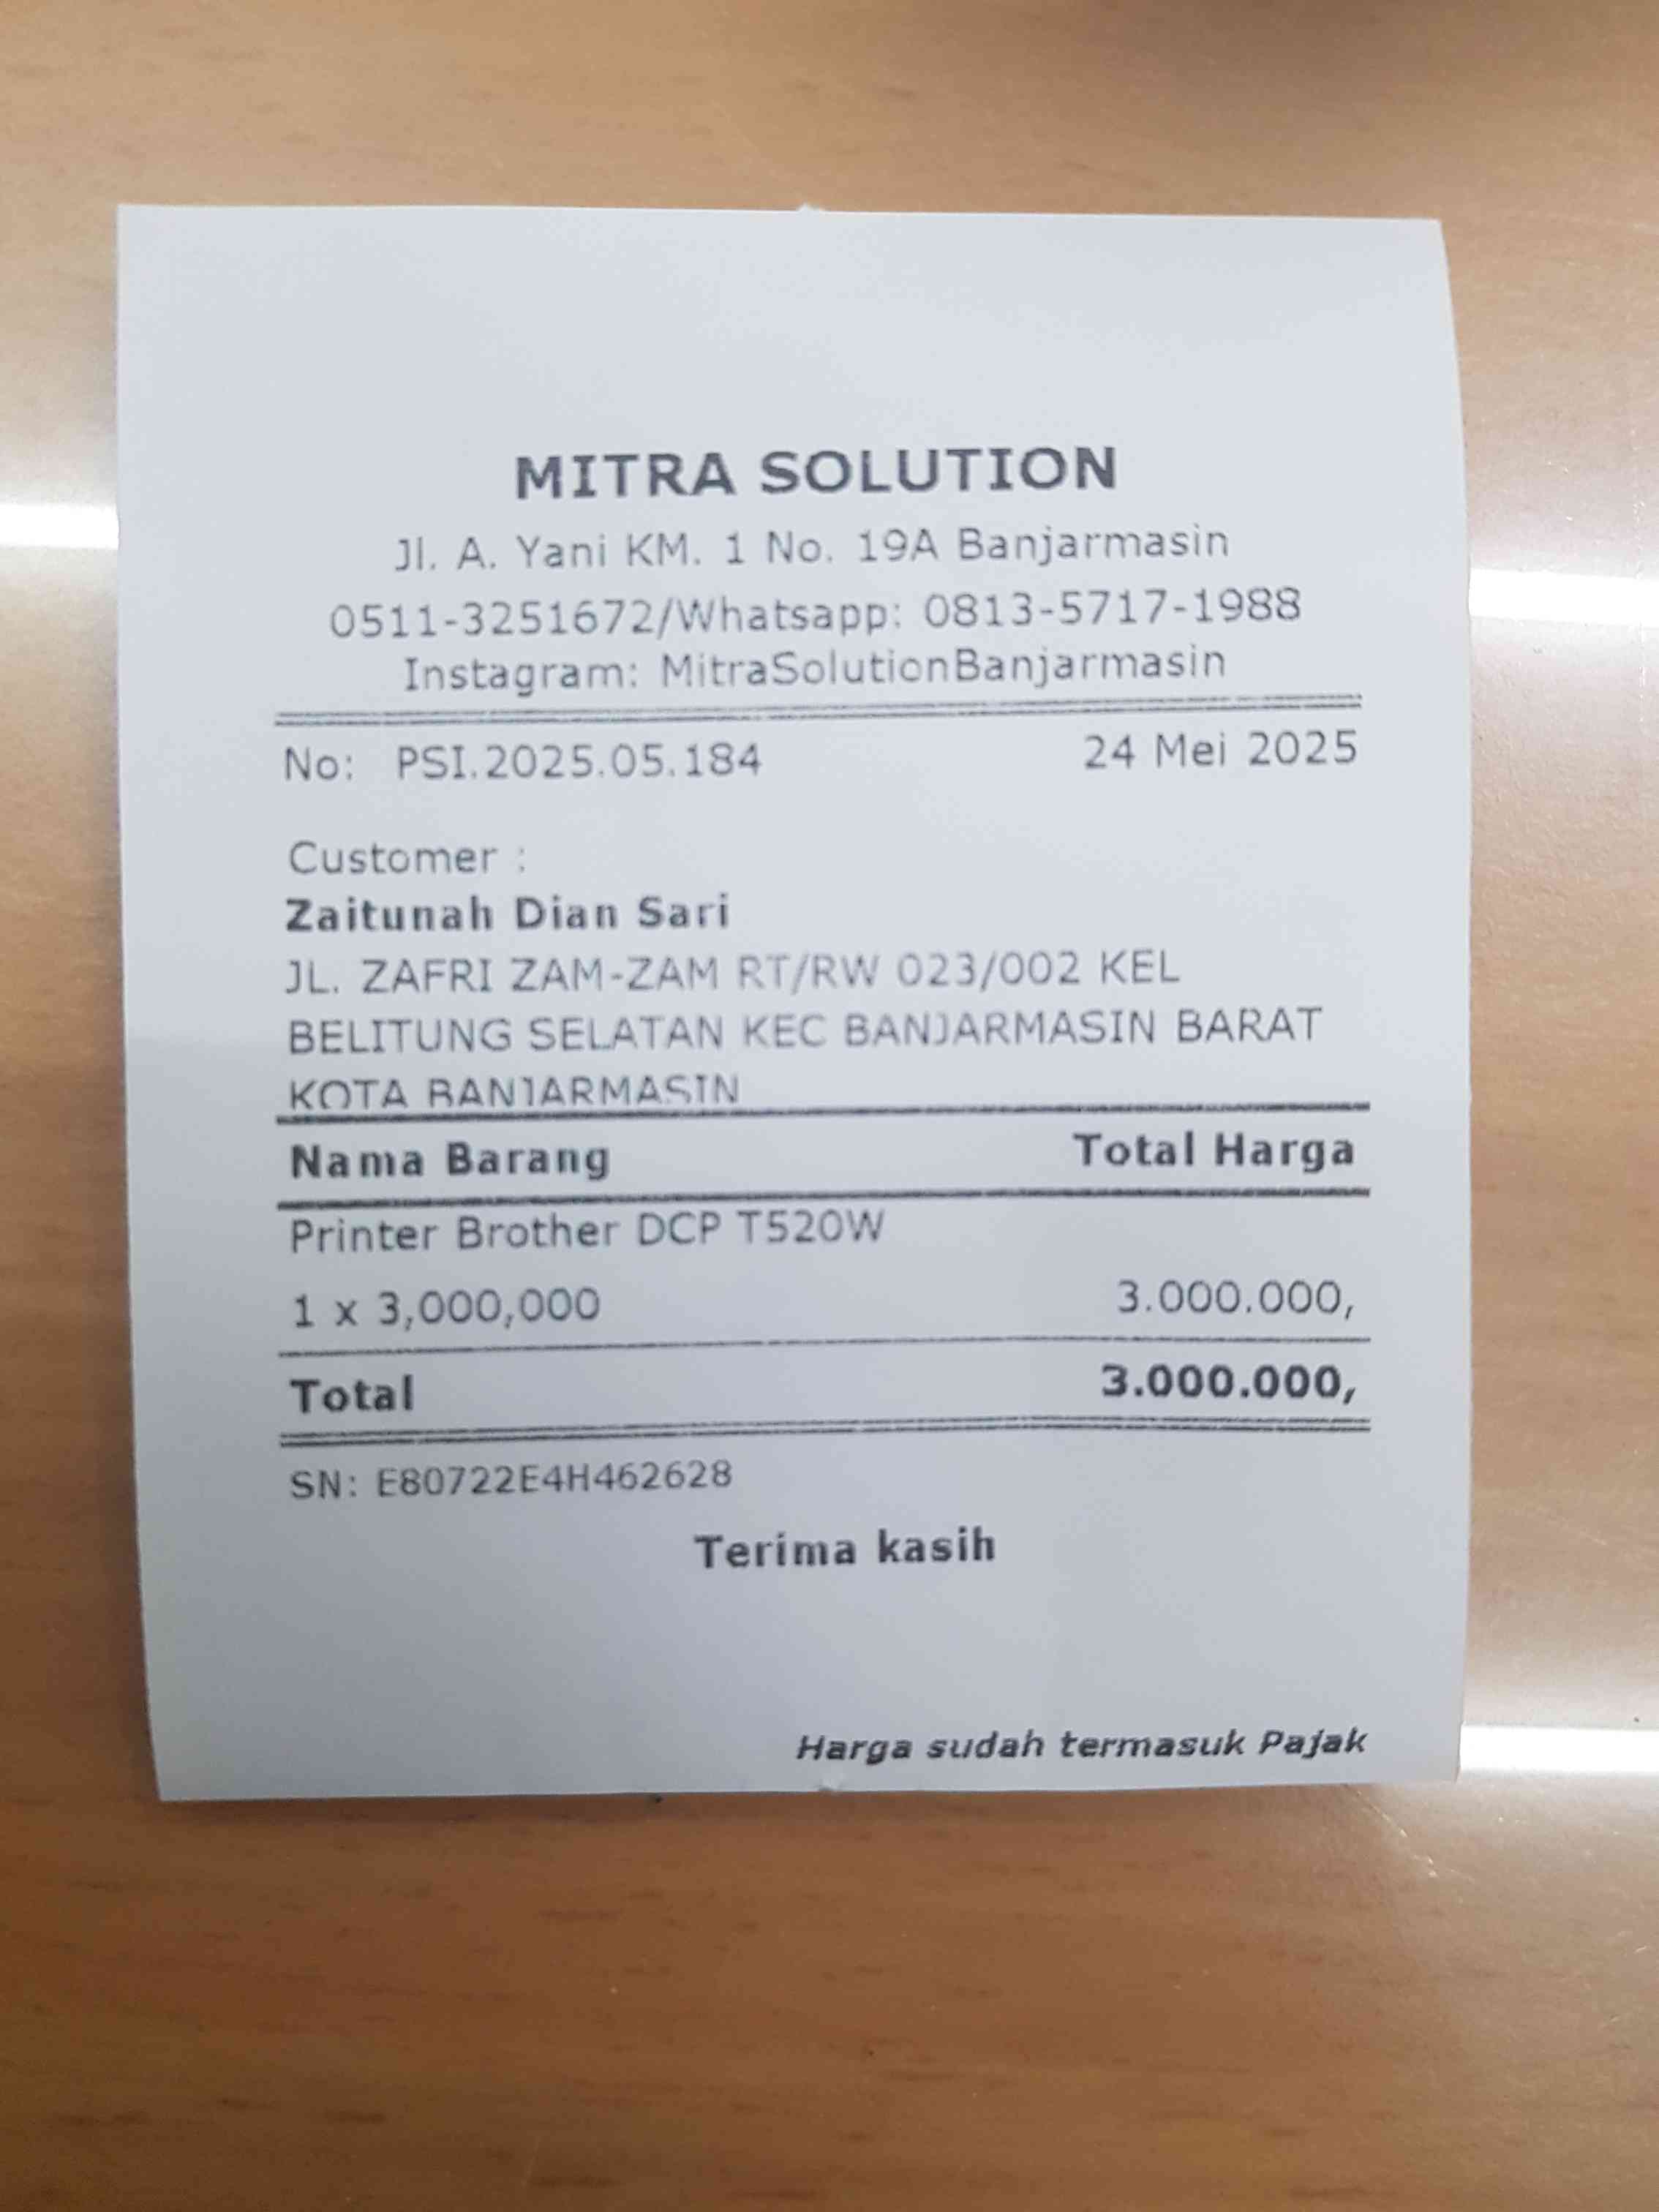 MITRA SOLUTION
Jl. A. Yani KM. 1 No. 19A Banjarmasin
0511-3251672/Whatsapp: 0813-5717-1988
Instagram: MitraSolutionBanjarmasin
No: PSI.2025.05.184 24 Mei 2025
Customer :
Zaitunah Dian Sari
JL. ZAFRI ZAM-ZAM RT/RW 023/002 KEL
BELITUNG SELATAN KEC BANJARMASIN BARAT
KOTA BANJARMASIN
Nama Barang Total Harga
Printer Brother DCP T520W
1 x 3,000,000 3.000.000,
Total 3.000.000,
SN: E80722E4H462628
Terima kasih
Harga sudah termasuk Pajak